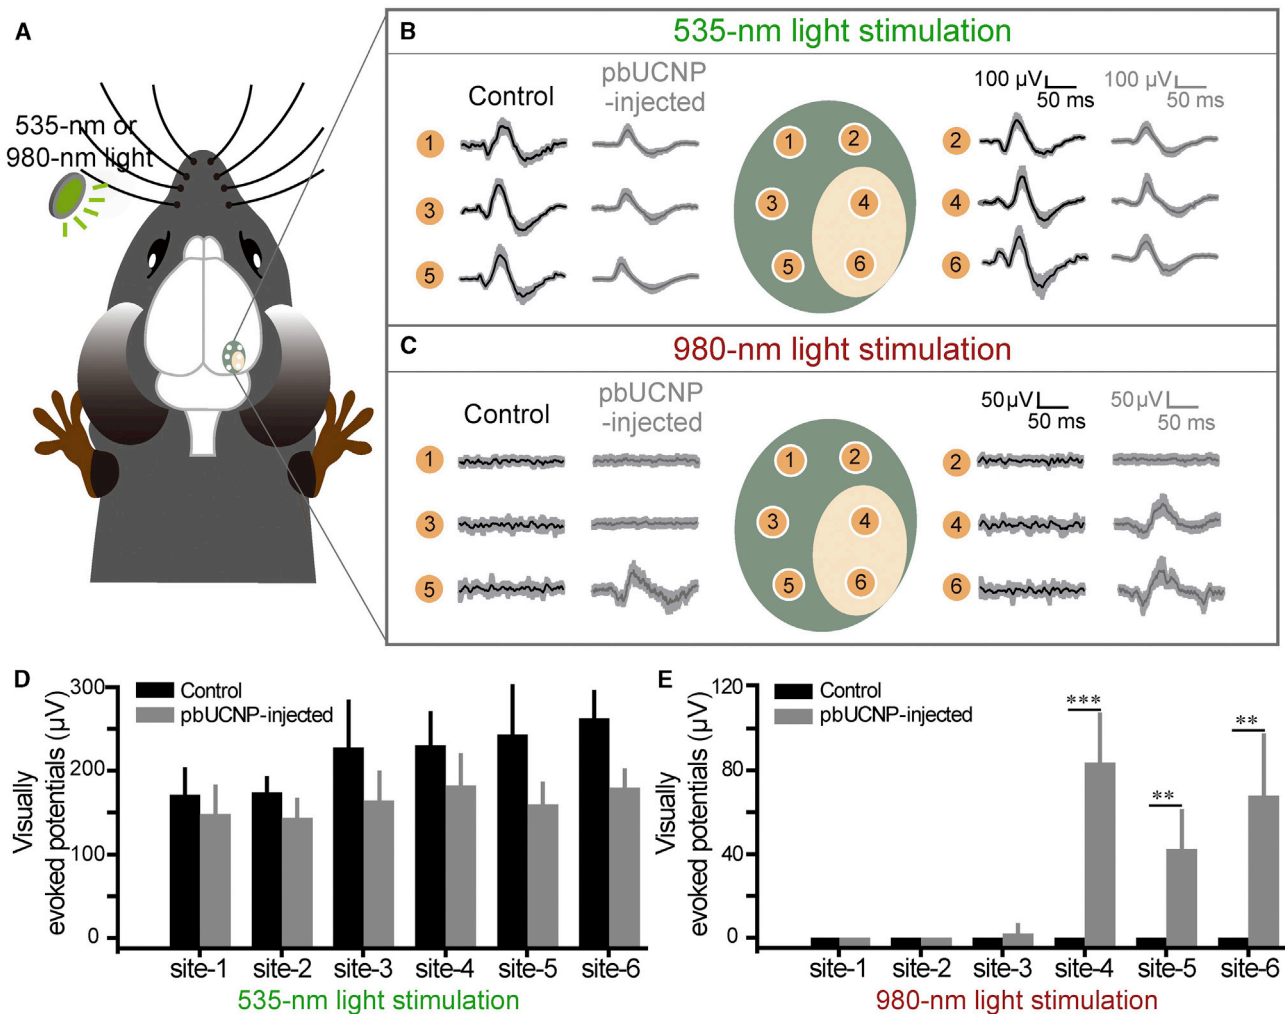 A
535-nm or
980-nm light
B
535-nm light stimulation
Control
pbUCNP
-injected
100 µV
50 ms
100 µV
50 ms
1
3
5
1
2
3
4
5
6
2
4
6
C
980-nm light stimulation
Control
pbUCNP
-injected
50µV
50 ms
50µV
50 ms
1
3
5
1
2
3
4
5
6
2
4
6
D
Visually
evoked potentials (µV)
300
200
100
0
Control
pbUCNP-injected
site-1 site-2 site-3 site-4 site-5 site-6
535-nm light stimulation
E
Visually
evoked potentials (µV)
120
80
40
0
Control
pbUCNP-injected
***
**
**
site-1 site-2 site-3 site-4 site-5 site-6
980-nm light stimulation